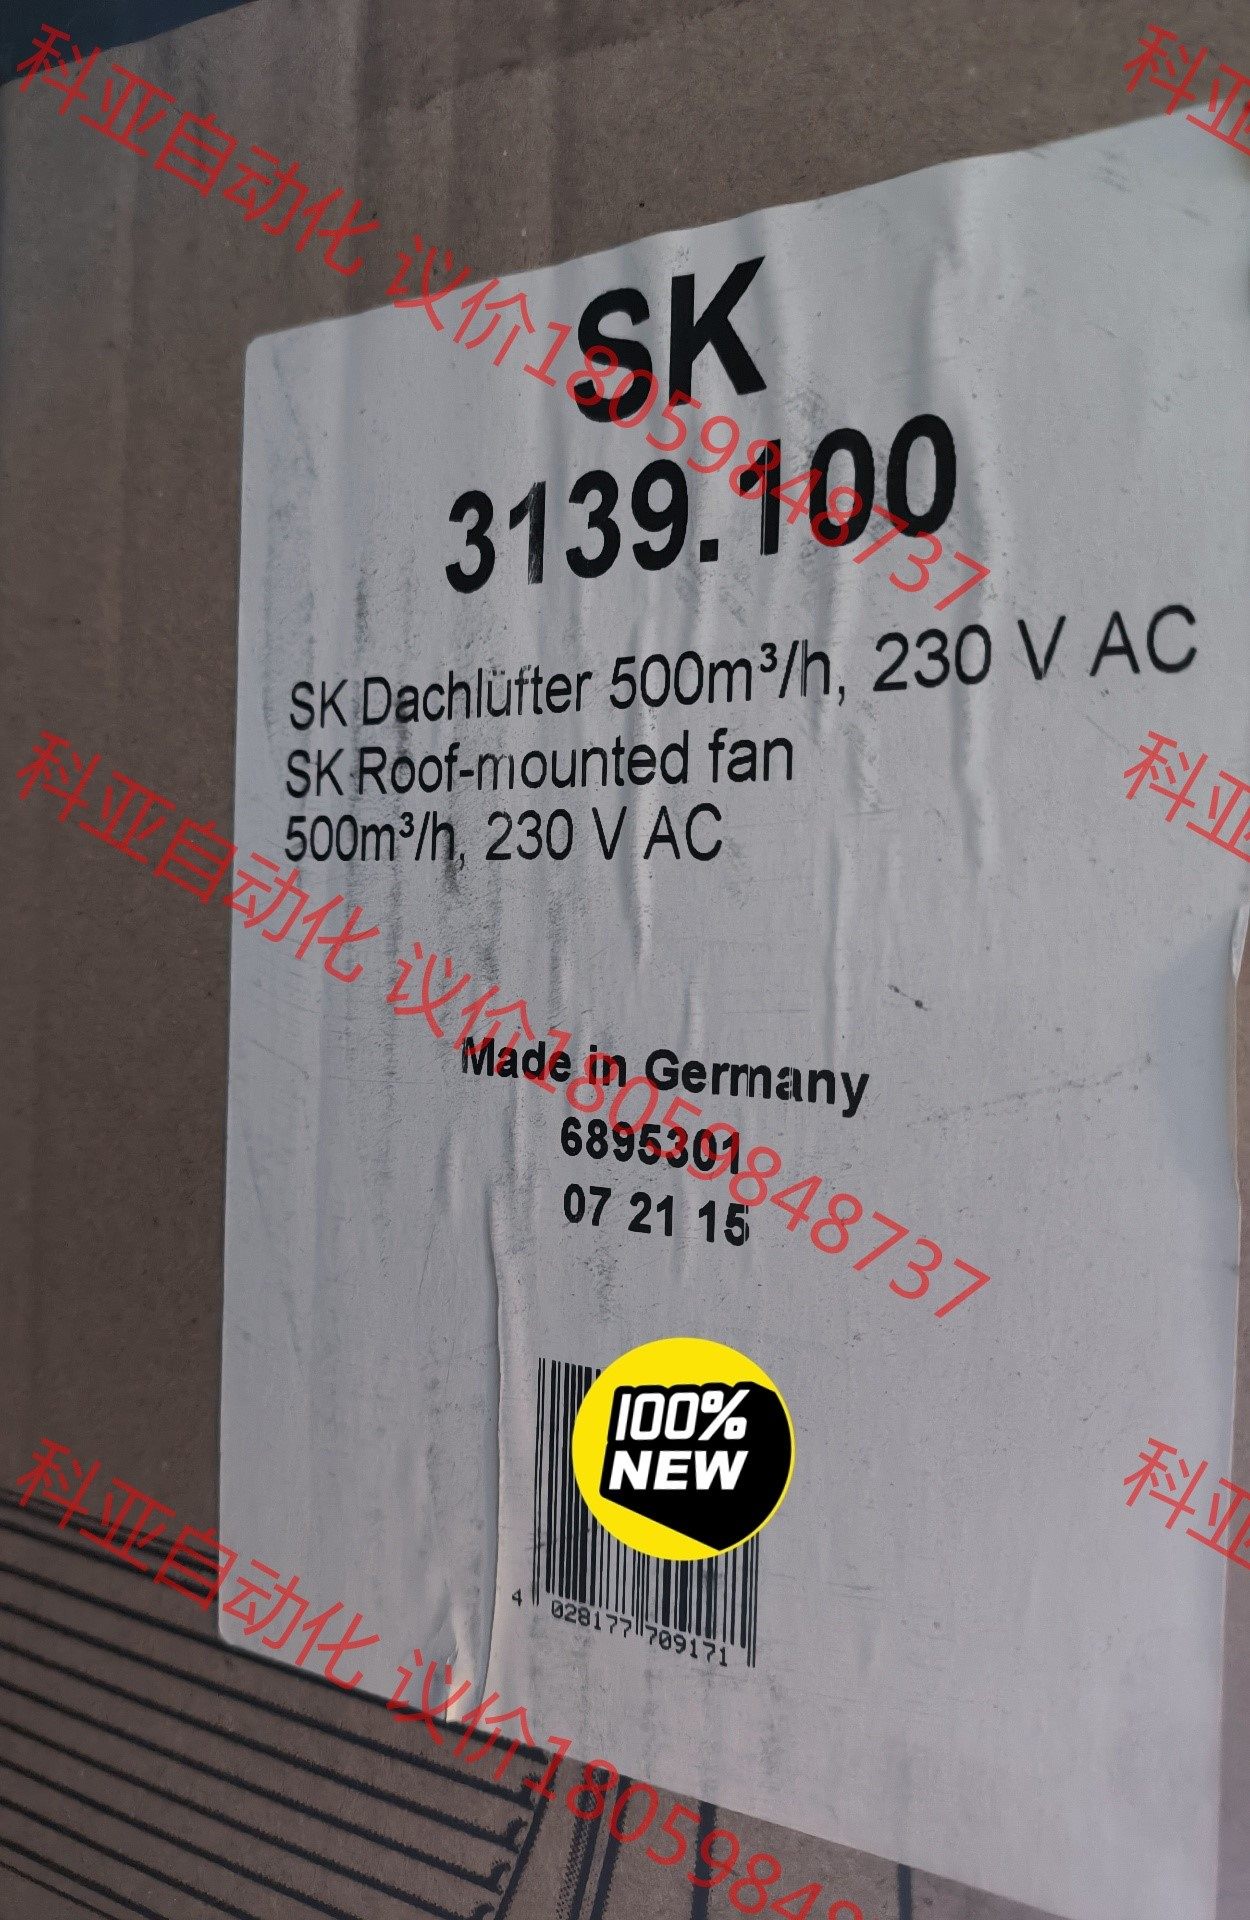 科亚自动化 议价18059848737
科亚
SK
3139.100
SK Dachlüfter 500m³/h, 230 V AC
SK Roof-mounted fan
500m³/h, 230 V AC
科亚自动化 议价18059848737
科亚
Made in Germany
6895301
07 21 15
100%
NEW
4 028177 709171
科亚自动化 议价18059848
科亚